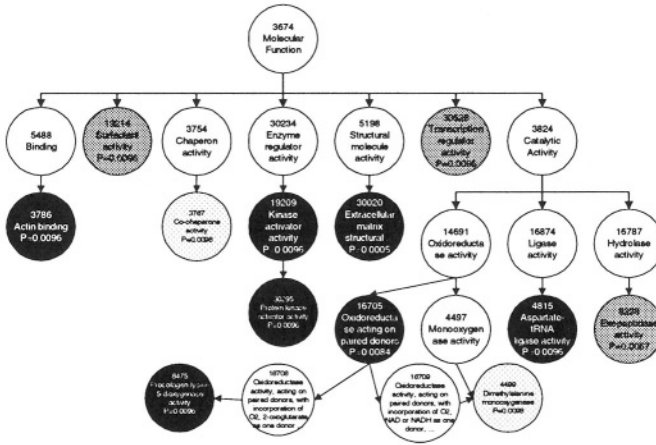 3674
Molecular
Function
5488
Binding
13214
Surfactant
activity
P=0.0096
3754
Chaperon
activity
30234
Enzyme
regulator
activity
5198
Structural
molecule activity
30528
Transcription
regulator
activity
P=0.0096
3824
Catalytic
Activity
3786
Actin binding
P=0.0096
3767
Co-chaperone
activity
P=0.0096
19209
Kinase
activator
activity
P=0.0096
30020
Extracellular
matrix
structural ..
P=0.0005
14691
Oxidoreduct
ase activity
16874
Ligase
activity
16787
Hydrolase
activity
30295
Protein kinase
activator activity
P=0.0096
16705
Oxidoreducta
se acting on
paired donors
P=0.0084
4497
Monooxygen
ase activity
4815
Aspartate-
tRNA
ligase activity
P=0.0096
activity
P=0.0067
8475
Procollagen-lysine
5-dioxygenase
activity
P=0.0096
16706
Oxidoreductase
activity, acting on
paired donors, with
incorporation of
O2, 2-oxoglutarate
as one donor ...
16709
Oxidoreductase
activity, acting on
paired donors, with
incorporation of O2,
NAD or NADH as one
donor, ...
4499
Dimethylaniline
monooxygenase
P=0.0096